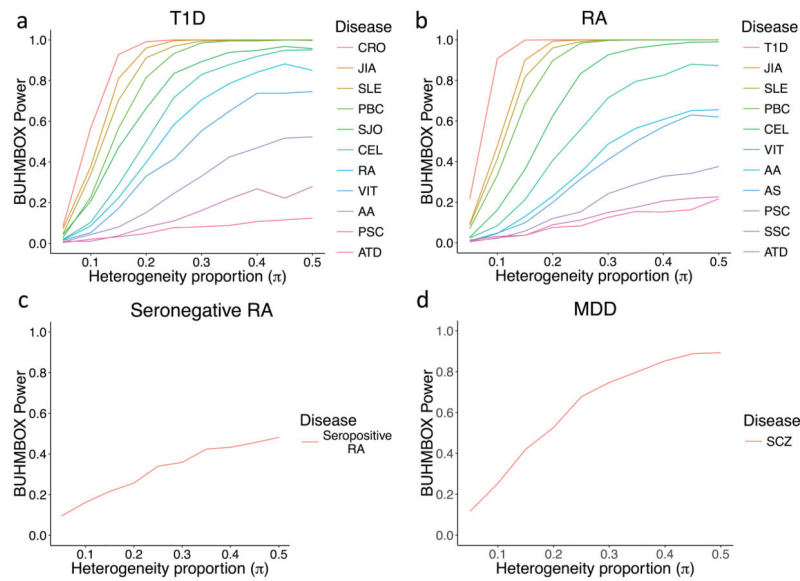 a
T1D
BUHMBOX Power
1.0
0.8
0.6
0.4
0.2
0.0
0.1
0.2
0.3
0.4
0.5
Heterogeneity proportion (π)
Disease
CRO
JIA
SLE
PBC
SJO
CEL
RA
VIT
AA
PSC
ATD
b
RA
BUHMBOX Power
1.0
0.8
0.6
0.4
0.2
0.0
0.1
0.2
0.3
0.4
0.5
Heterogeneity proportion (π)
Disease
T1D
JIA
SLE
PBC
CEL
VIT
AA
AS
PSC
SSC
ATD
c
Seronegative RA
BUHMBOX Power
1.0
0.8
0.6
0.4
0.2
0.0
0.1
0.2
0.3
0.4
0.5
Heterogeneity proportion (π)
Disease
Seropositive
RA
d
MDD
BUHMBOX Power
1.0
0.8
0.6
0.4
0.2
0.0
0.1
0.2
0.3
0.4
0.5
Heterogeneity proportion (π)
Disease
SCZ